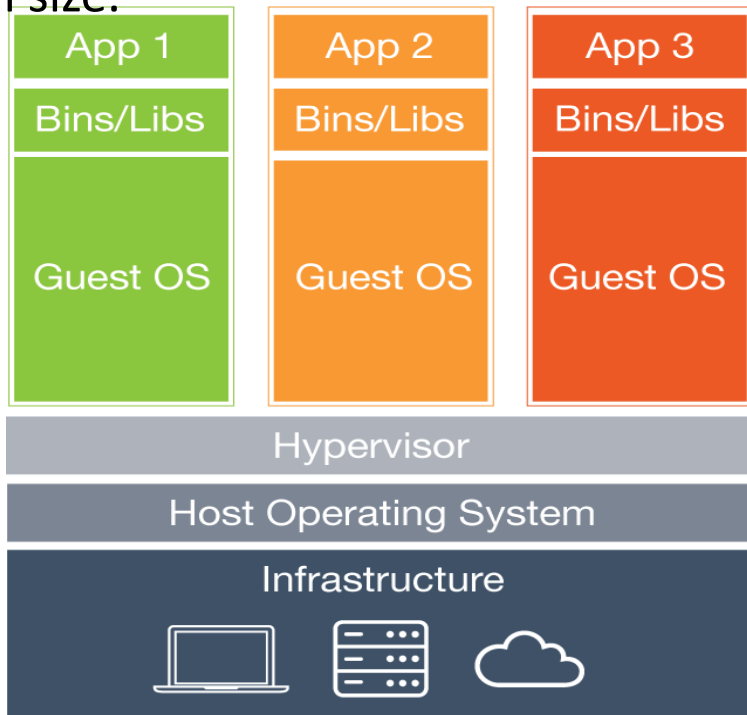 size.
App 1
App 2
App 3
Bins/Libs
Bins/Libs
Bins/Libs
Guest OS
Guest OS
Guest OS
Hypervisor
Host Operating System
Infrastructure